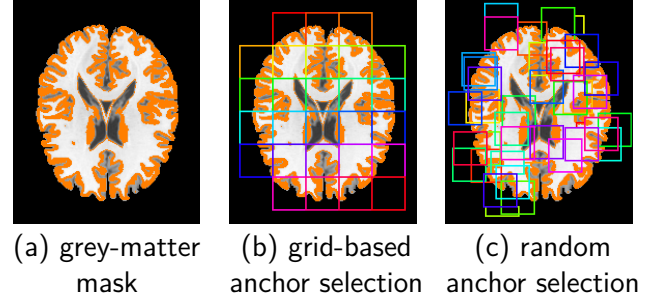 (a) grey-matter
mask
(b) grid-based
anchor selection
(c) random
anchor selection